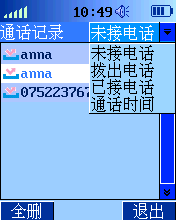 10:49
通话记录 未接电话
未接电话
拨出电话
已接电话
通话时间
anna
anna
075223767
全删 退出